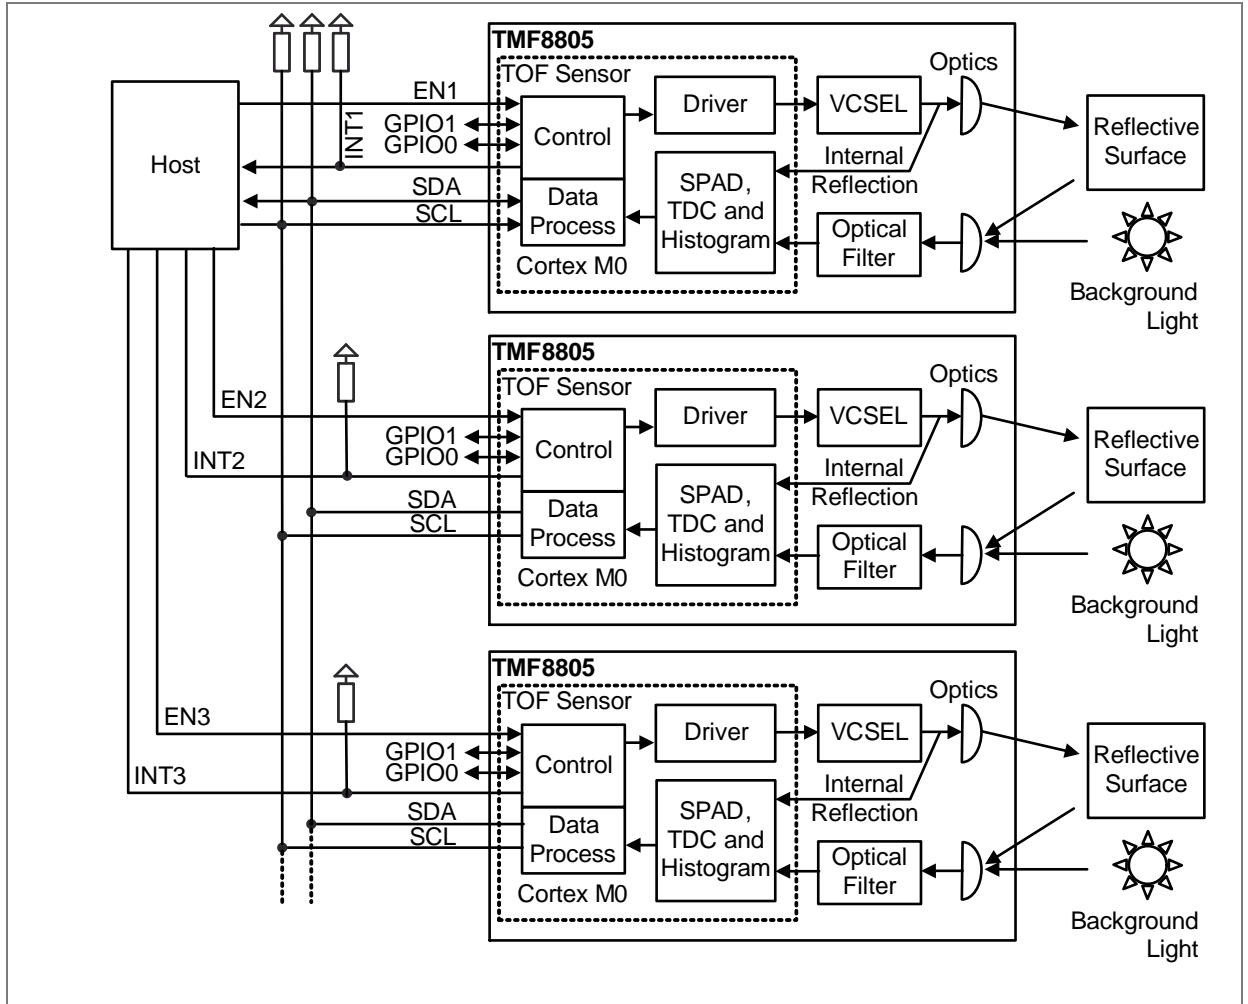 TMF8805
TOF Sensor
Optics
EN1
Driver
VCSEL
GPIO1
GPIO0
INT1
Control
Host
Reflective
Surface
Internal
Reflection
SDA
SCL
Data
Process
SPAD,
TDC and
Histogram
Optical
Filter
Cortex M0
Background
Light
TMF8805
TOF Sensor
Optics
EN2
Driver
VCSEL
GPIO1
GPIO0
INT2
Control
Reflective
Surface
Internal
Reflection
SDA
SCL
Data
Process
SPAD,
TDC and
Histogram
Optical
Filter
Cortex M0
Background
Light
TMF8805
TOF Sensor
Optics
EN3
Driver
VCSEL
GPIO1
GPIO0
INT3
Control
Reflective
Surface
Internal
Reflection
SDA
SCL
Data
Process
SPAD,
TDC and
Histogram
Optical
Filter
Cortex M0
Background
Light